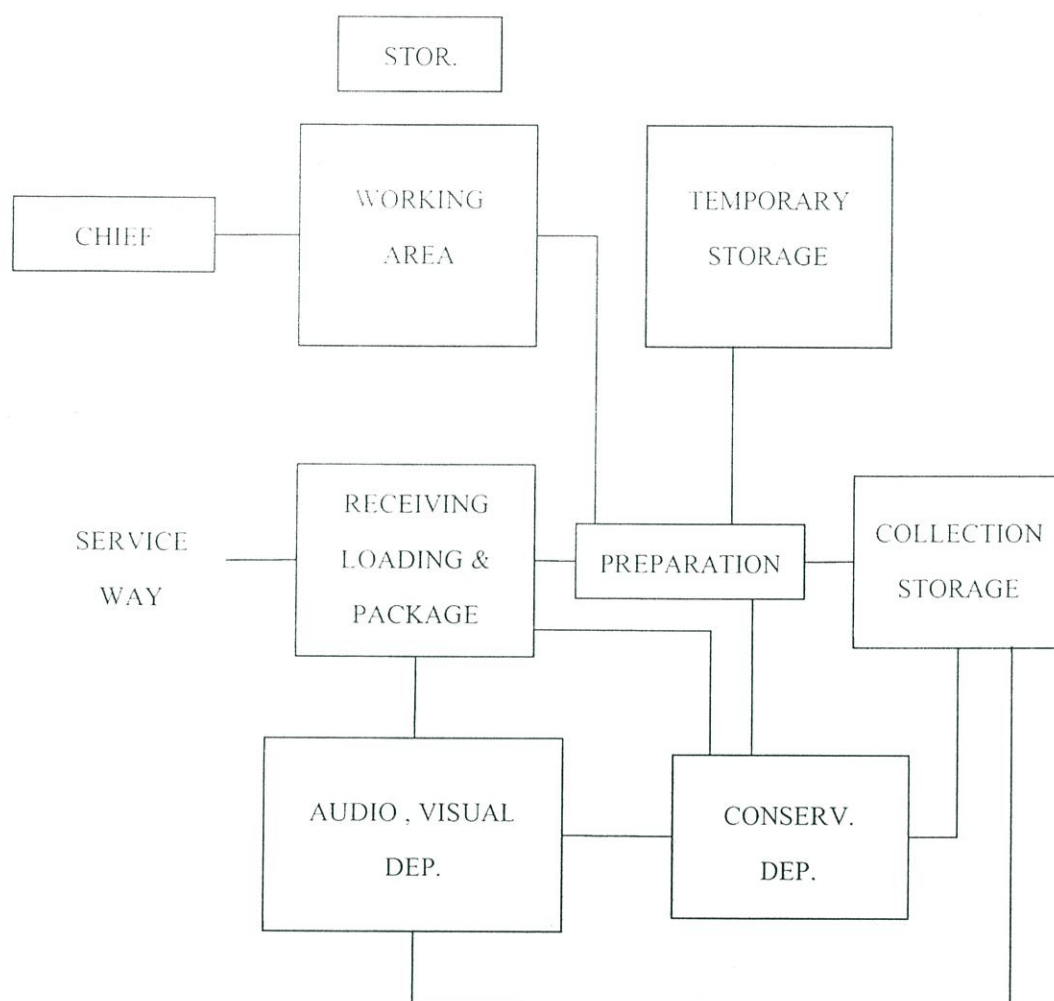 STOR.
WORKING
AREA
TEMPORARY
STORAGE
CHIEF
RECEIVING
LOADING &
PACKAGE
SERVICE
WAY
PREPARATION
COLLECTION
STORAGE
AUDIO , VISUAL
DEP.
CONSERV.
DEP.